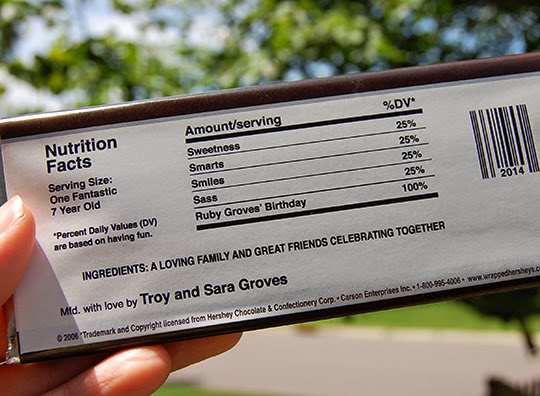 Nutrition
Facts
Serving Size:
One Fantastic
7 Year Old
*Percent Daily Values (DV)
are based on having fun.
Amount/serving %DV*
Sweetness 25%
Smarts 25%
Smiles 25%
Sass 25%
Ruby Groves' Birthday 100%
2014
INGREDIENTS: A LOVING FAMILY AND GREAT FRIENDS CELEBRATING TOGETHER
Mfd. with love by Troy and Sara Groves
© 2006 *Trademark and Copyright licensed from Hershey Chocolate & Confectionery Corp. • Carson Enterprises Inc. • 1-800-995-4006 • www.wrappedhersheys.c